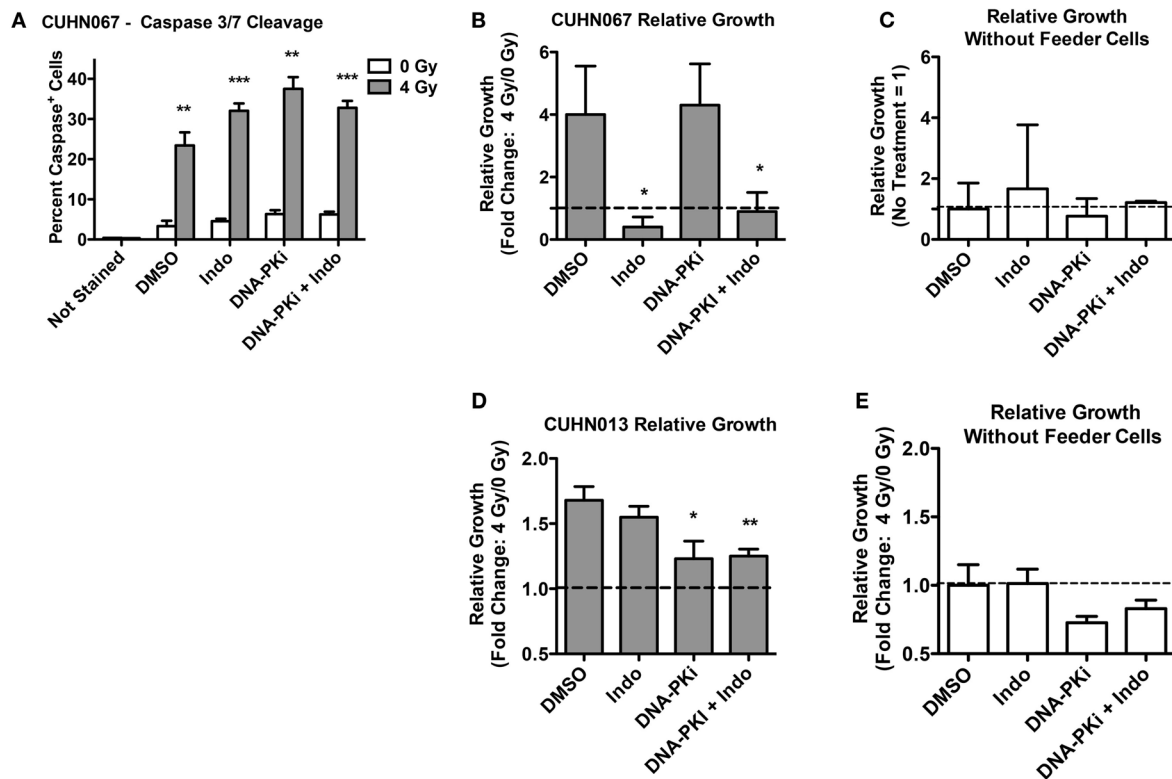 A CUHN067 - Caspase 3/7 Cleavage
Percent Caspase+ Cells
40
30
20
10
0
**
***
**
***
0 Gy
4 Gy
Not Stained
DMSO
Indo
DNA-PKi
DNA-PKi + Indo
B
CUHN067 Relative Growth
Relative Growth
(Fold Change: 4 Gy/0 Gy)
6
4
2
0
*
*
DMSO
Indo
DNA-PKi
DNA-PKI + Indo
C
Relative Growth
Without Feeder Cells
Relative Growth
(No Treatment = 1)
6
4
2
0
DMSO
Indo
DNA-PKi
DNA-PKi + Indo
D
CUHN013 Relative Growth
Relative Growth
(Fold Change: 4 Gy/0 Gy)
2.0
1.5
1.0
0.5
*
**
DMSO
Indo
DNA-PKi
DNA-PKI + Indo
E
Relative Growth
Without Feeder Cells
Relative Growth
(Fold Change: 4 Gy/0 Gy)
2.0
1.5
1.0
0.5
DMSO
Indo
DNA-PKi
DNA-PKi + Indo